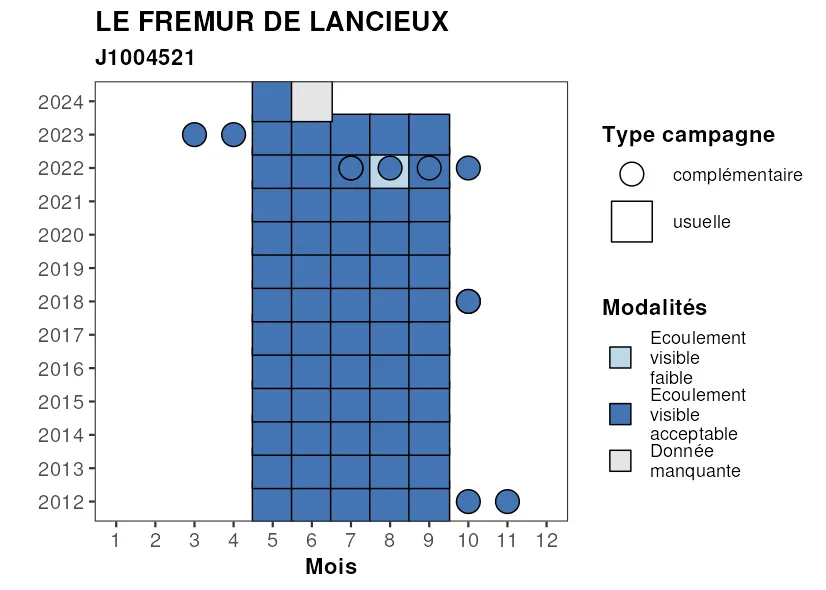 LE FREMUR DE LANCIEUX
J1004521
2024
2023
2022
2021
2020
2019
2018
2017
2016
2015
2014
2013
2012
1 2 3 4 5 6 7 8 9 10 11 12
Mois
Type campagne
complémentaire
usuelle
Modalités
Ecoulement
visible
faible
Ecoulement
visible
acceptable
Donnée
manquante